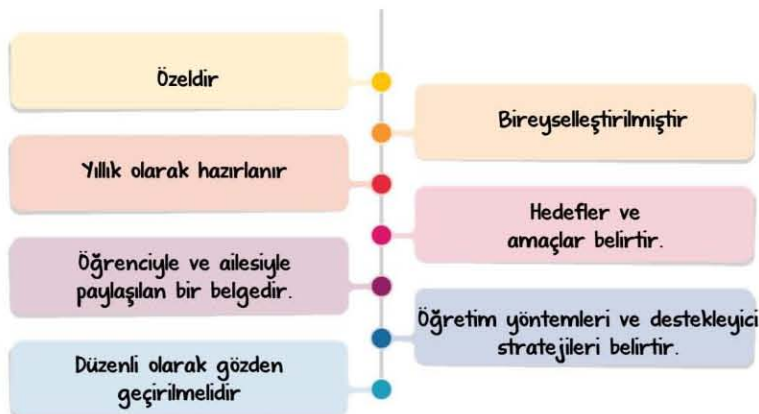 Özeldir
Bireyselleştirilmiştir
Yıllık olarak hazırlanır
Hedefler ve
amaçlar belirtir.
Öğrenciyle ve ailesiyle
paylaşılan bir belgedir.
Öğretim yöntemleri ve destekleyici
stratejileri belirtir.
Düzenli olarak gözden
geçirilmelidir